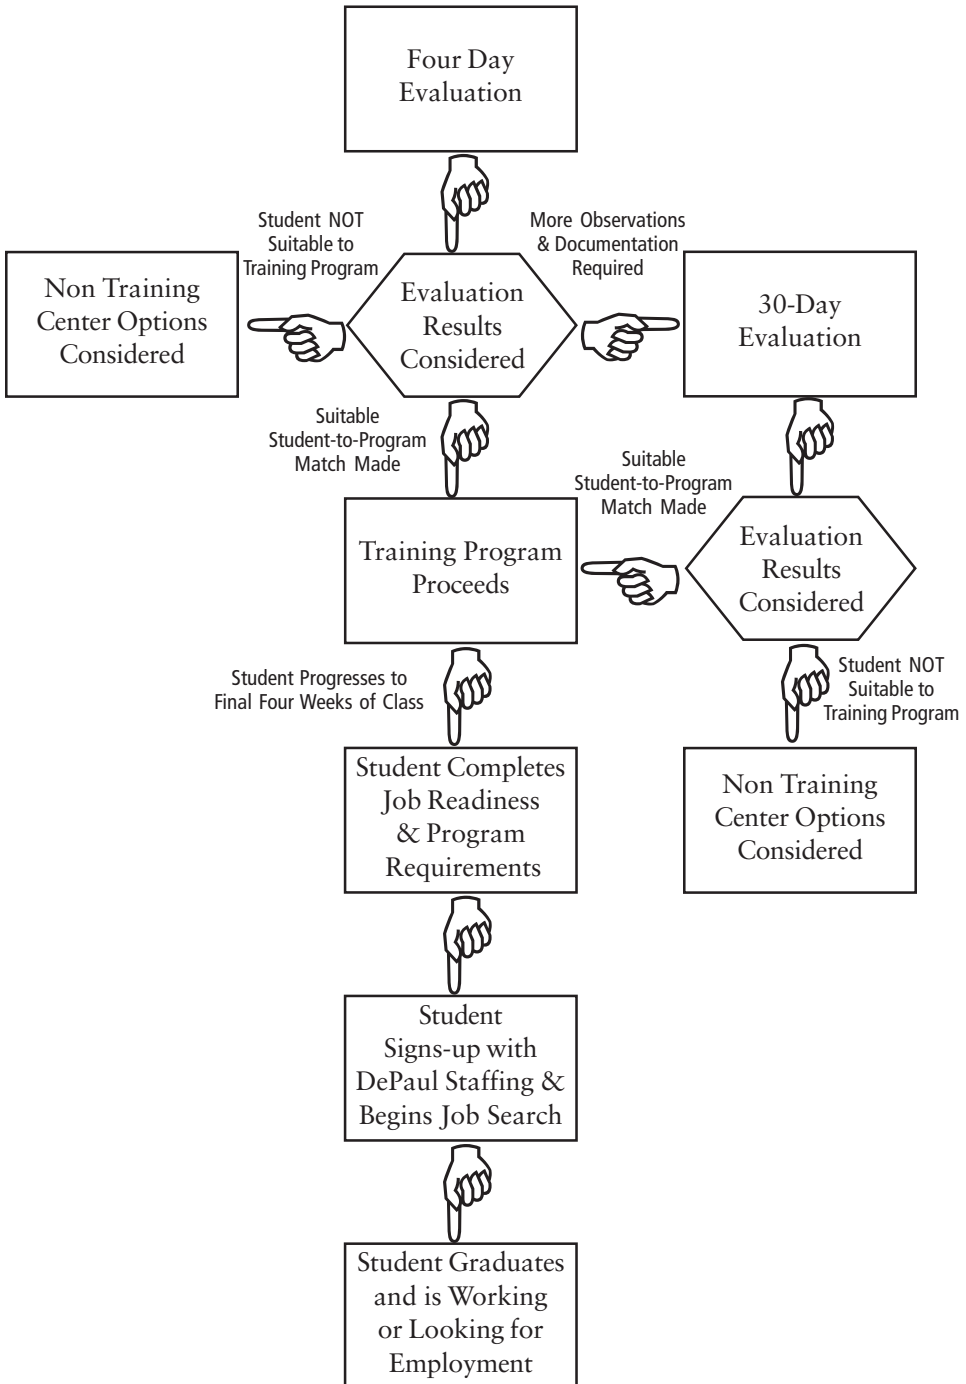 Four Day
Evaluation
Student NOT
Suitable to
Training Program
More Observations
& Documentation
Required
Non Training
Center Options
Considered
Evaluation
Results
Considered
30-Day
Evaluation
Suitable
Student-to-Program
Match Made
Suitable
Student-to-Program
Match Made
Training Program
Proceeds
Evaluation
Results
Considered
Student Progresses to
Final Four Weeks of Class
Student NOT
Suitable to
Training Program
Student Completes
Job Readiness
& Program
Requirements
Non Training
Center Options
Considered
Student
Signs-up with
DePaul Staffing &
Begins Job Search
Student Graduates
and is Working
or Looking for
Employment